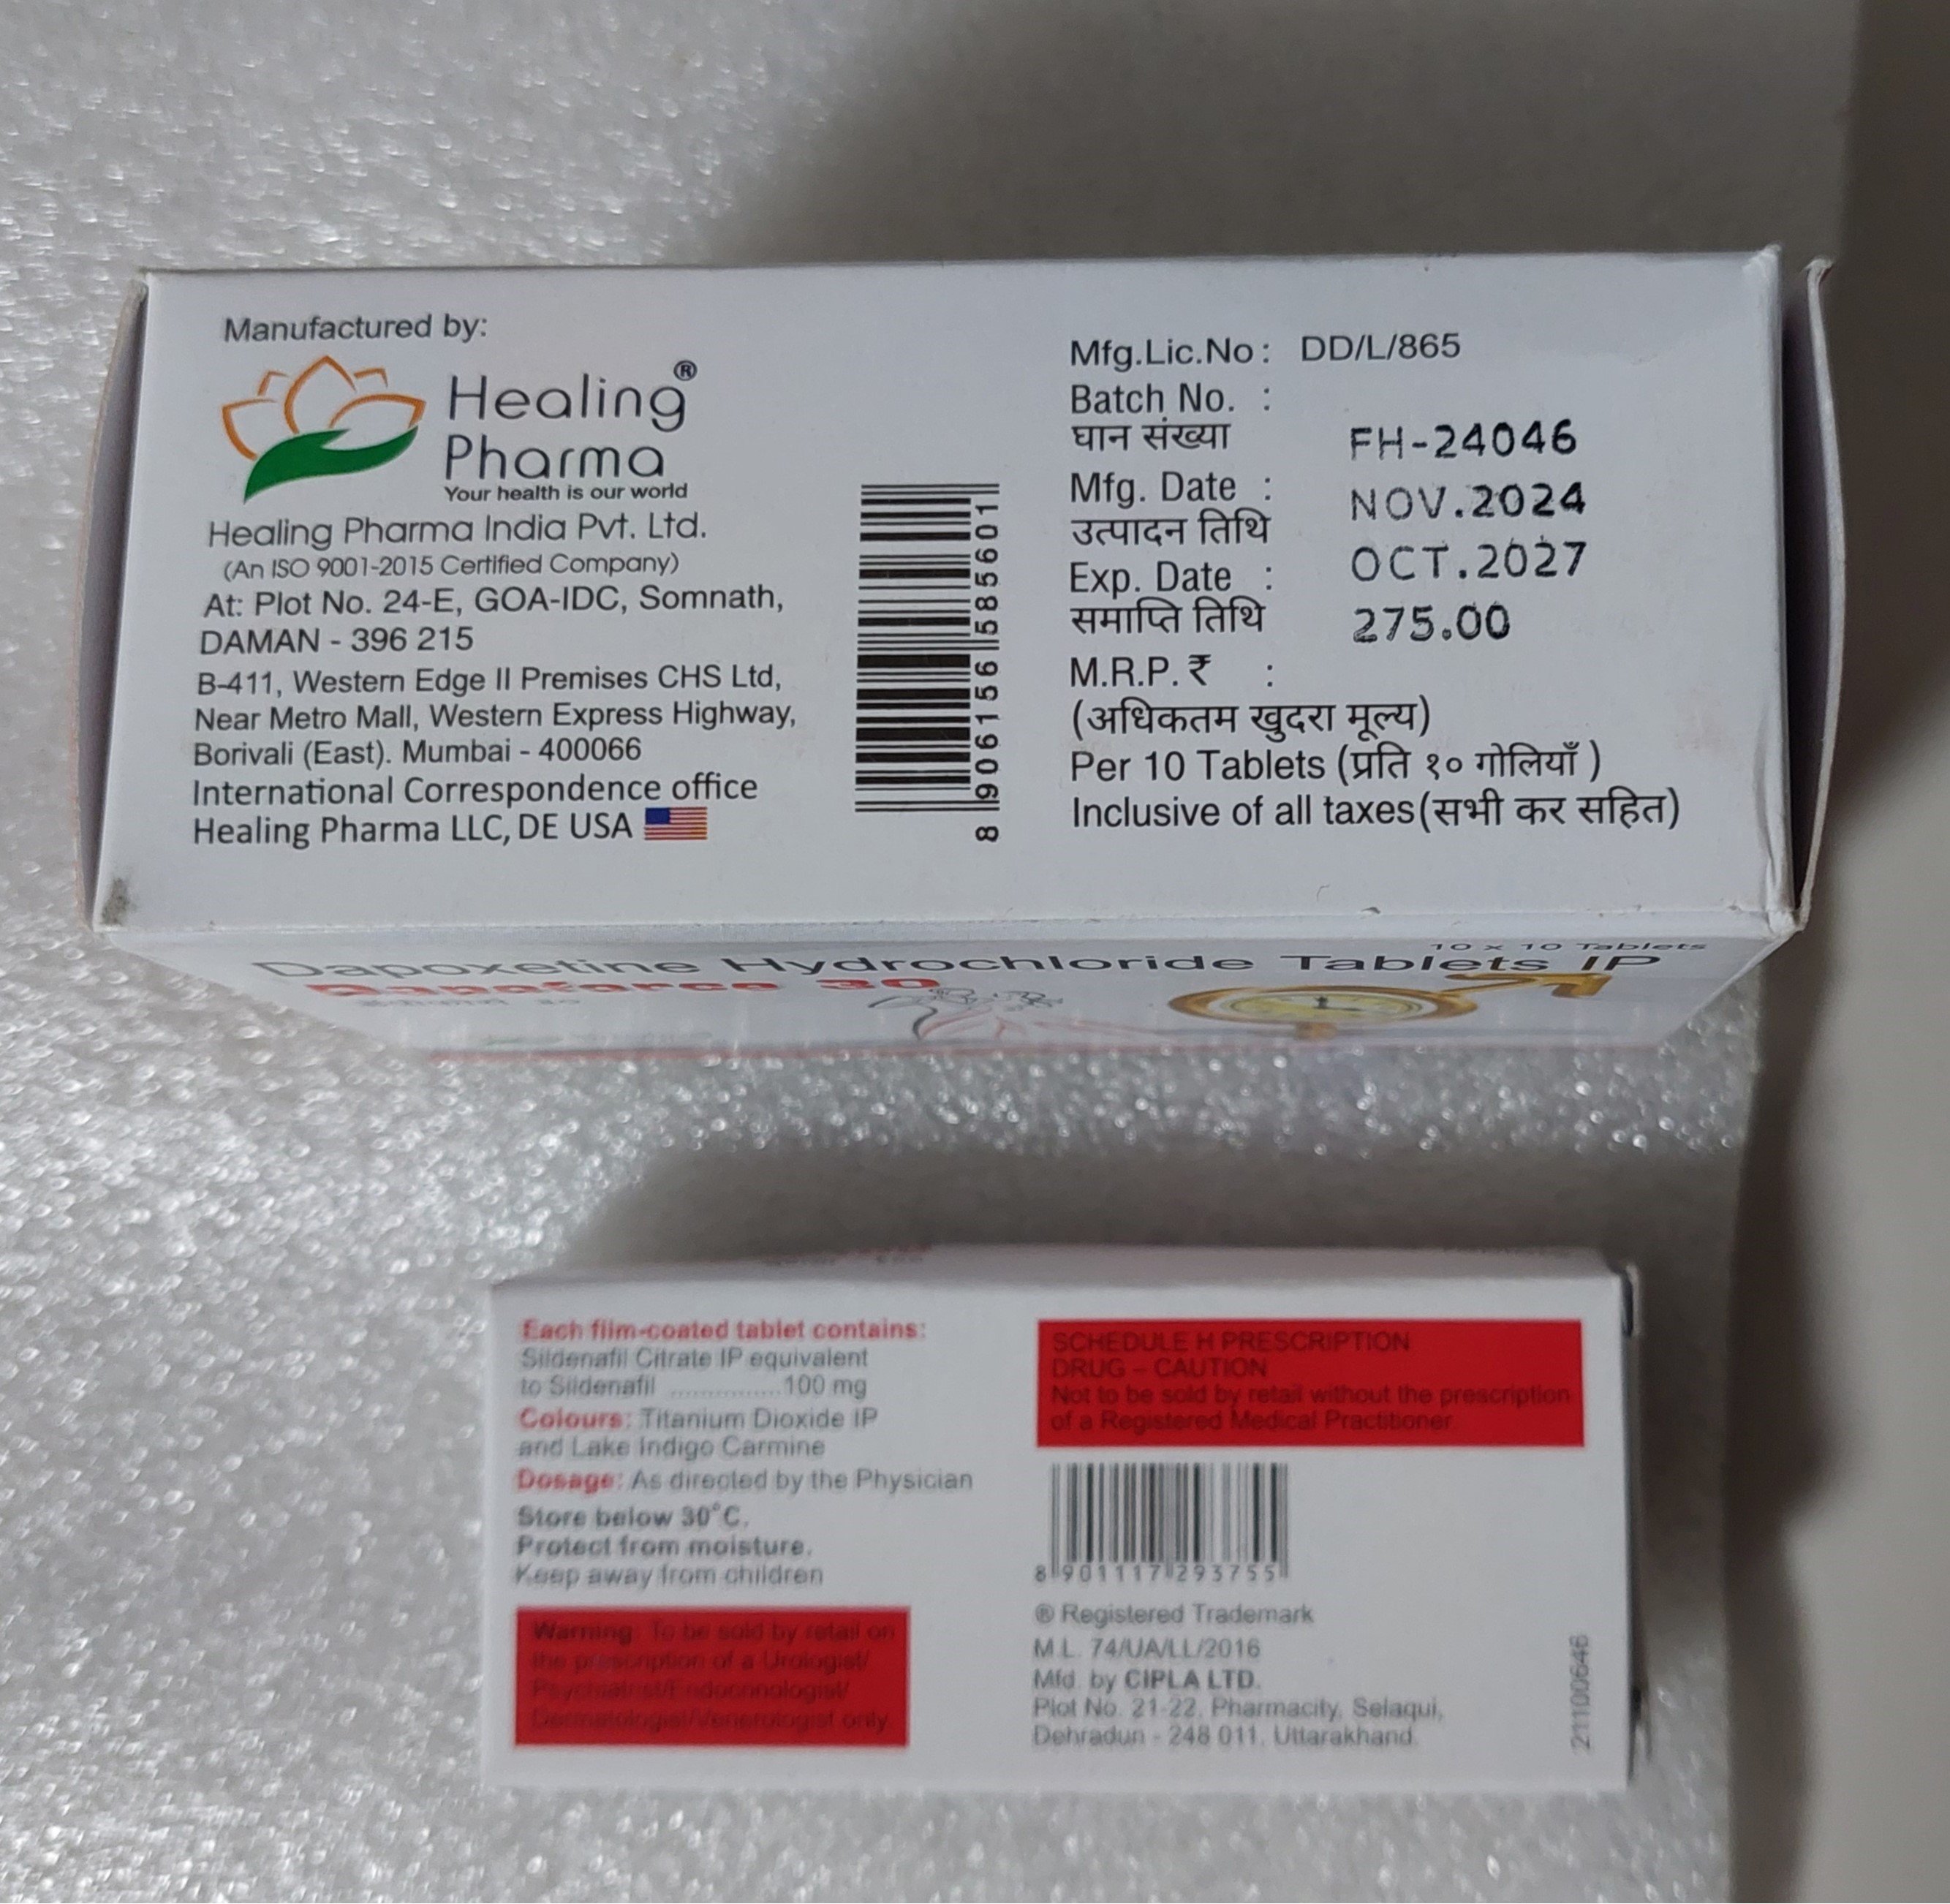 Manufactured by:
Healing®
Pharma
Your health is our world
Healing Pharma India Pvt. Ltd.
(An ISO 9001-2015 Certified Company)
At: Plot No. 24-E, GOA-IDC, Somnath,
DAMAN - 396 215
B-411, Western Edge II Premises CHS Ltd,
Near Metro Mall, Western Express Highway,
Borivali (East). Mumbai - 400066
International Correspondence office
Healing Pharma LLC, DE USA
8 906156 585601
Mfg.Lic.No: DD/L/865
Batch No. :
घान संख्या FH-24046
Mfg. Date :
उत्पादन तिथि NOV.2024
Exp. Date : OCT.2027
समाप्ति तिथि 275.00
M.R.P. ₹ :
(अधिकतम खुदरा मूल्य)
Per 10 Tablets (प्रति १० गोलियाँ )
Inclusive of all taxes(सभी कर सहित)
10 x 10 Tablets
Dapoxetine Hydrochloride Tablets IP
Dapoforce 30
Each film-coated tablet contains:
Sildenafil Citrate IP equivalent
to Sildenafil ...............100 mg
Colours: Titanium Dioxide IP
and Lake Indigo Carmine
Dosage: As directed by the Physician
Store below 30°C.
Protect from moisture.
Keep away from children
Warning: To be sold by retail on
the prescription of a Urologist/
Psychiatrist/Endocrinologist/
Dermatologist/Venerologist only
SCHEDULE H PRESCRIPTION
DRUG – CAUTION
Not to be sold by retail without the prescription
of a Registered Medical Practitioner
8 901117 293755
® Registered Trademark
M.L. 74/UA/LL/2016
Mfd. by CIPLA LTD.
Plot No. 21-22, Pharmacity, Selaqui,
Dehradun - 248 011, Uttarakhand.
21100646